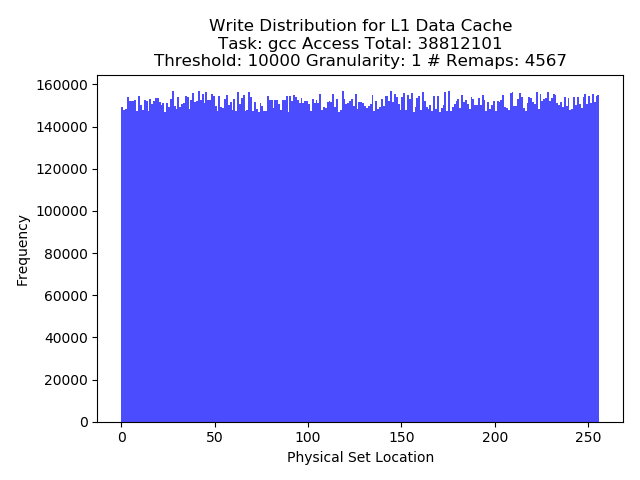 Write Distribution for L1 Data Cache
Task: gcc Access Total: 38812101
Threshold: 10000 Granularity: 1 # Remaps: 4567
160000
140000
120000
100000
80000
60000
40000
20000
0
Frequency
0 50 100 150 200 250
Physical Set Location